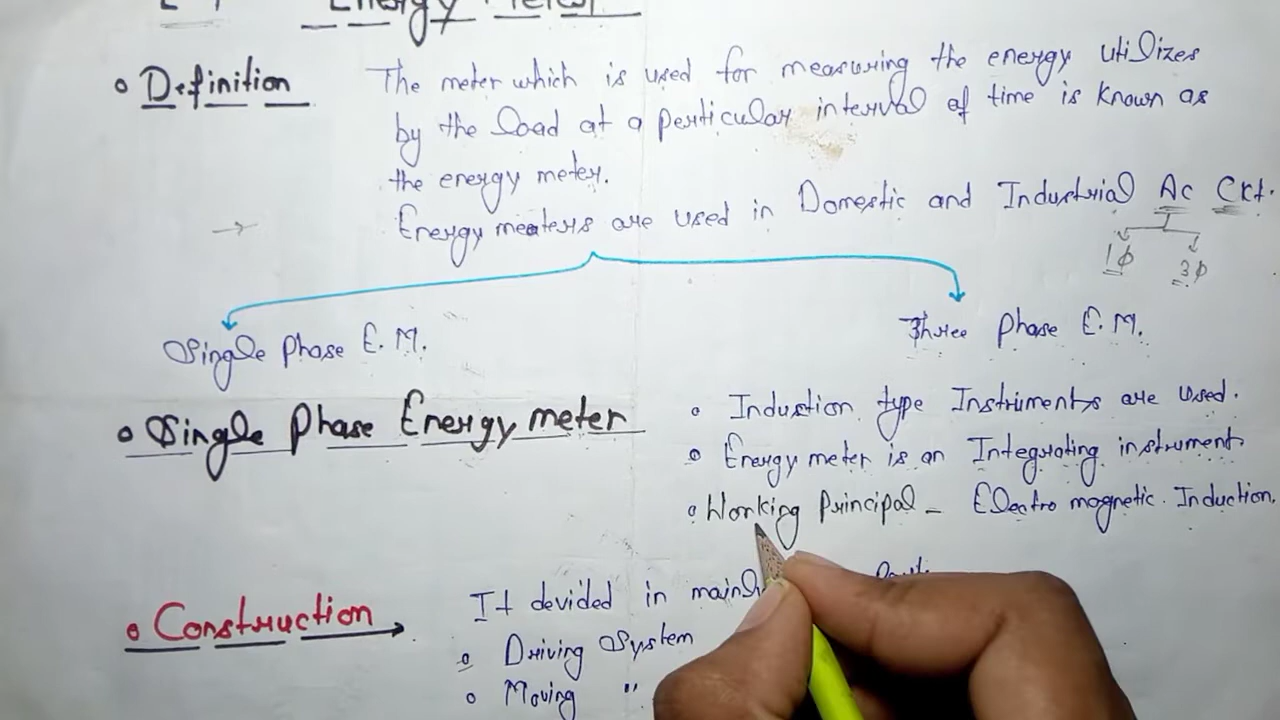 Energy Meter
• Definition The meter which is used for measuring the energy utilizes
by the load at a perticular interval of time is known as
the energy meter.
→ Energy meaters are used in Domestic and Industrial Ac Ckt.
1ϕ 3ϕ
Single Phase E.M. Three Phase E.M.
• Single Phase Energy meter
• Industion type Instruments are used.
• Energy meter is an Integrating instrument.
• Working Principal - Electro magnetic Induction.
• Construction → It devided in main
• Driving System
• Moving "